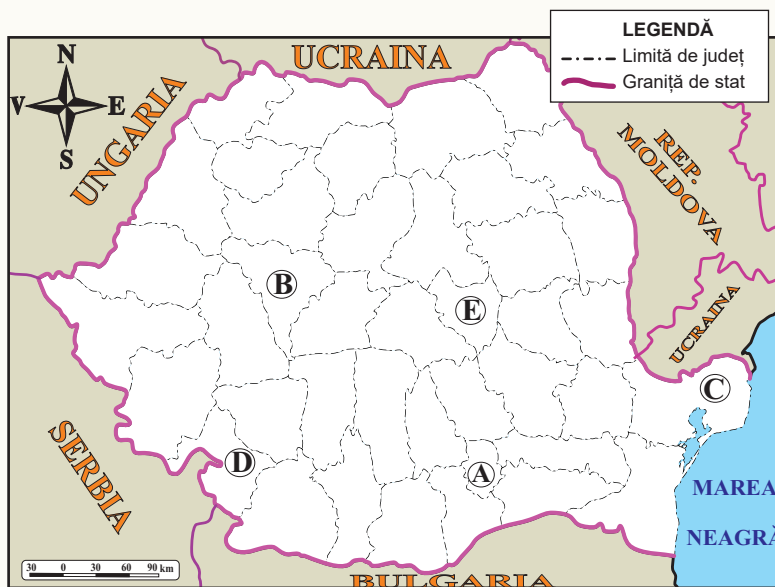 LEGENDĂ
Limită de județ
Graniță de stat
N
V E
S
UCRAINA
UNGARIA
REP.
MOLDOVA
UCRAINA
B
E
C
D
A
SERBIA
MAREA
NEAGRĂ
30 0 30 60 90 km
BULGARIA